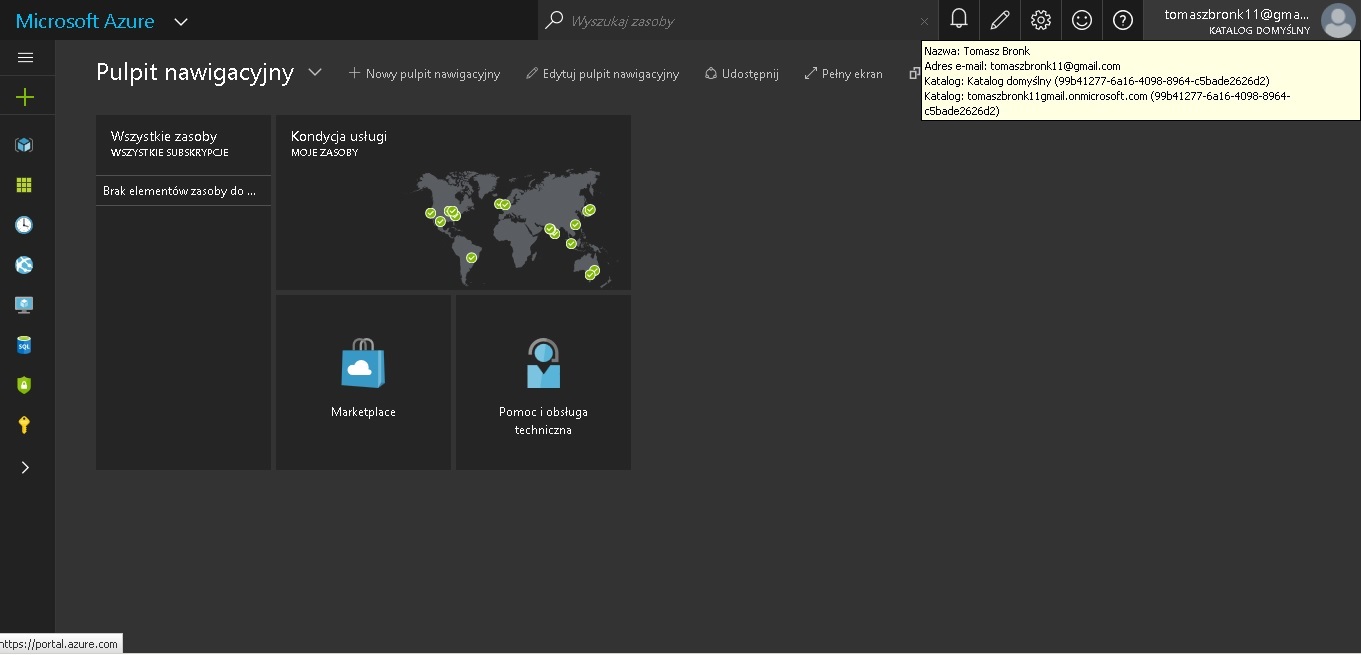 Microsoft Azure
Wyszukaj zasoby
tomaszbronk11@gma...
KATALOG DOMYŚLNY
Nazwa: Tomasz Bronk
Adres e-mail: tomaszbronk11@gmail.com
Katalog: Katalog domyślny (99b41277-6a16-4098-8964-c5bade2626d2)
Katalog: tomaszbronk11gmail.onmicrosoft.com (99b41277-6a16-4098-8964-
c5bade2626d2)
Pulpit nawigacyjny
Nowy pulpit nawigacyjny
Edytuj pulpit nawigacyjny
Udostępnij
Pełny ekran
Wszystkie zasoby
WSZYSTKIE SUBSKRYPCJE
Brak elementów zasoby do ...
Kondycja usługi
MOJE ZASOBY
SQL
Marketplace
Pomoc i obsługa
techniczna
https://portal.azure.com